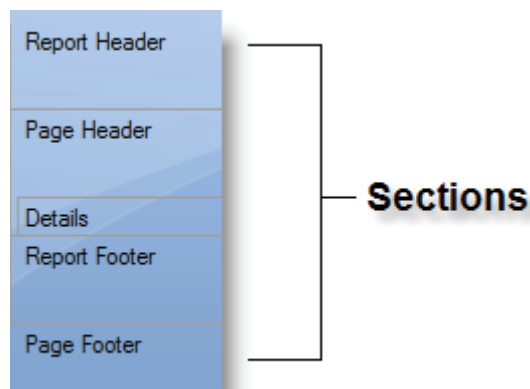 Report Header
Page Header
Details
Report Footer
Page Footer
Sections